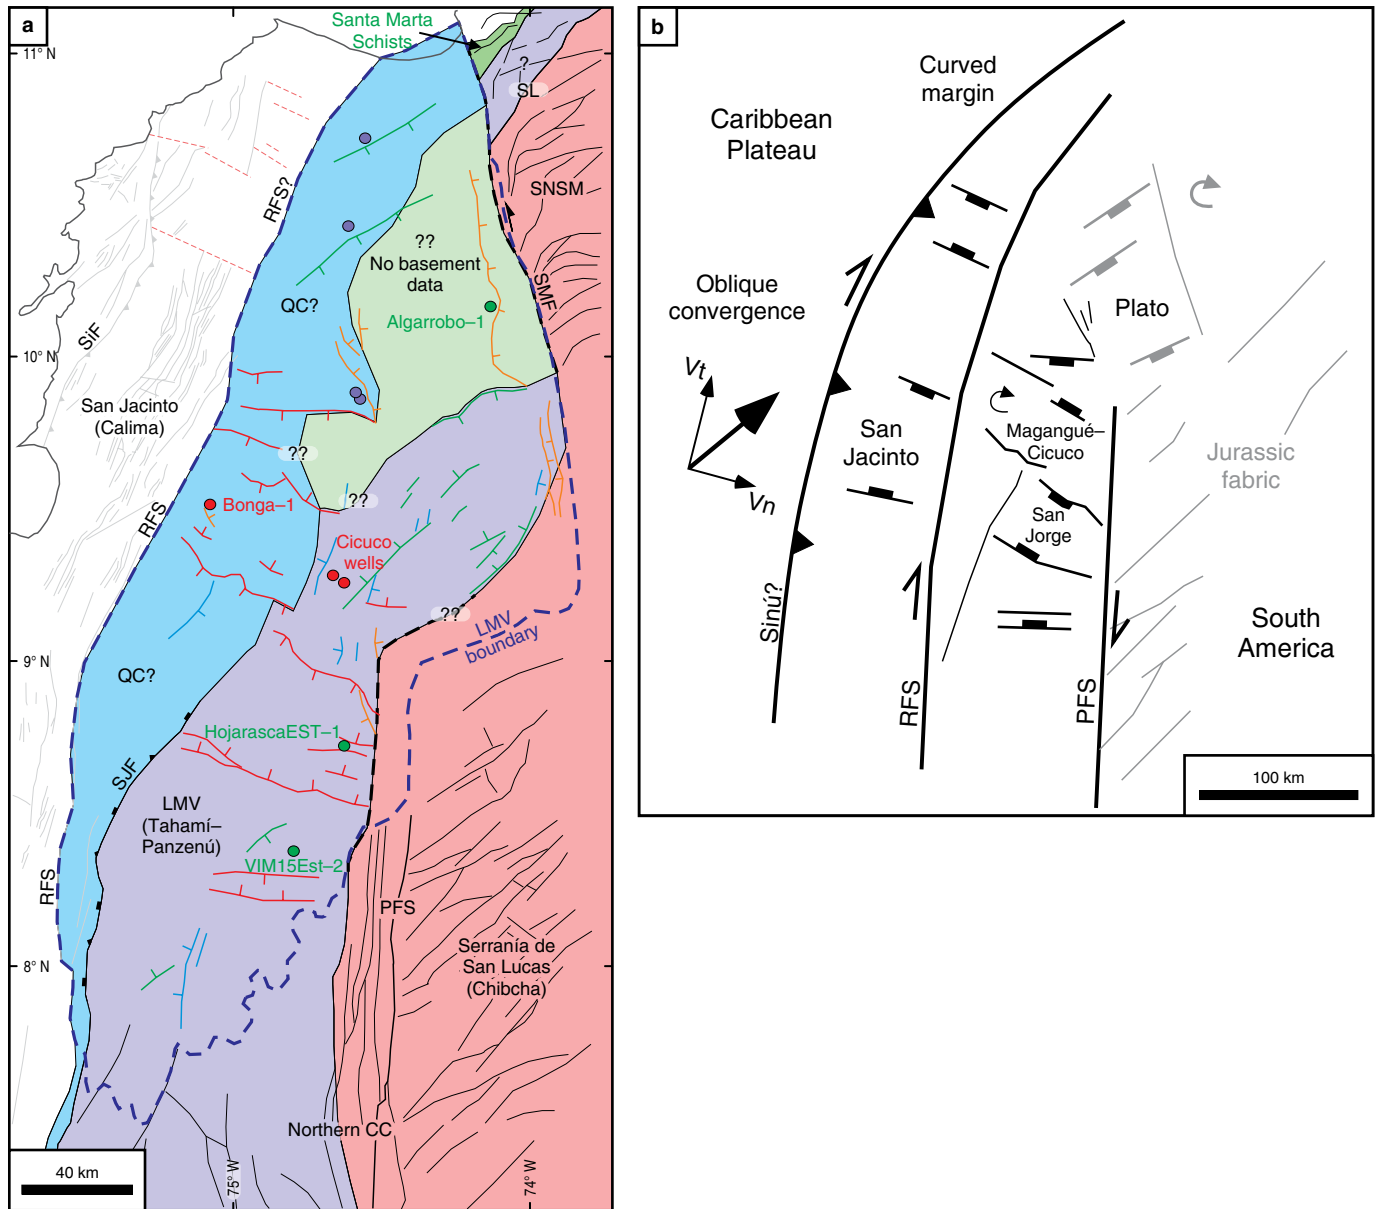 a
Santa Marta
Schists
11° N
?
SL
SNSM
RFS?
??
No basement
data
QC?
SMF
Algarrobo–1
SiF
10° N
San Jacinto
(Calima)
??
??
Bonga–1
RFS
Cicuco
wells
??
LMV
boundary
9° N
QC?
HojarascaEST–1
SJF
LMV
(Tahamí–
Panzenú)
VIM15Est–2
RFS
PFS
Serranía de
San Lucas
(Chibcha)
8° N
Northern CC
40 km
75° W
74° W
b
Curved
margin
Caribbean
Plateau
Oblique
convergence
Plato
Vt
Vn
San
Jacinto
Magangué–
Cicuco
Jurassic
fabric
San
Jorge
Sinú?
RFS
PFS
South
America
100 km